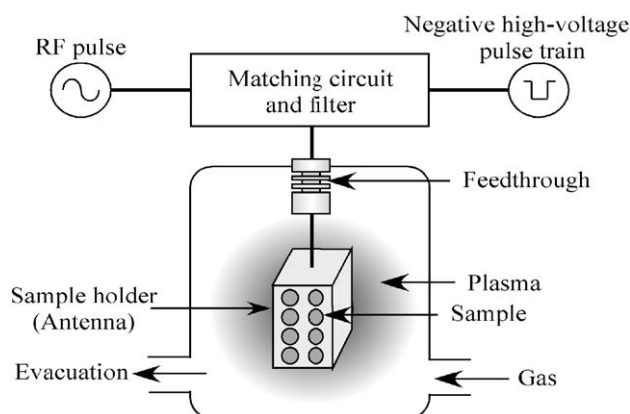 RF pulse
Negative high-voltage
pulse train
Matching circuit
and filter
Feedthrough
Plasma
Sample holder
(Antenna)
Sample
Evacuation
Gas